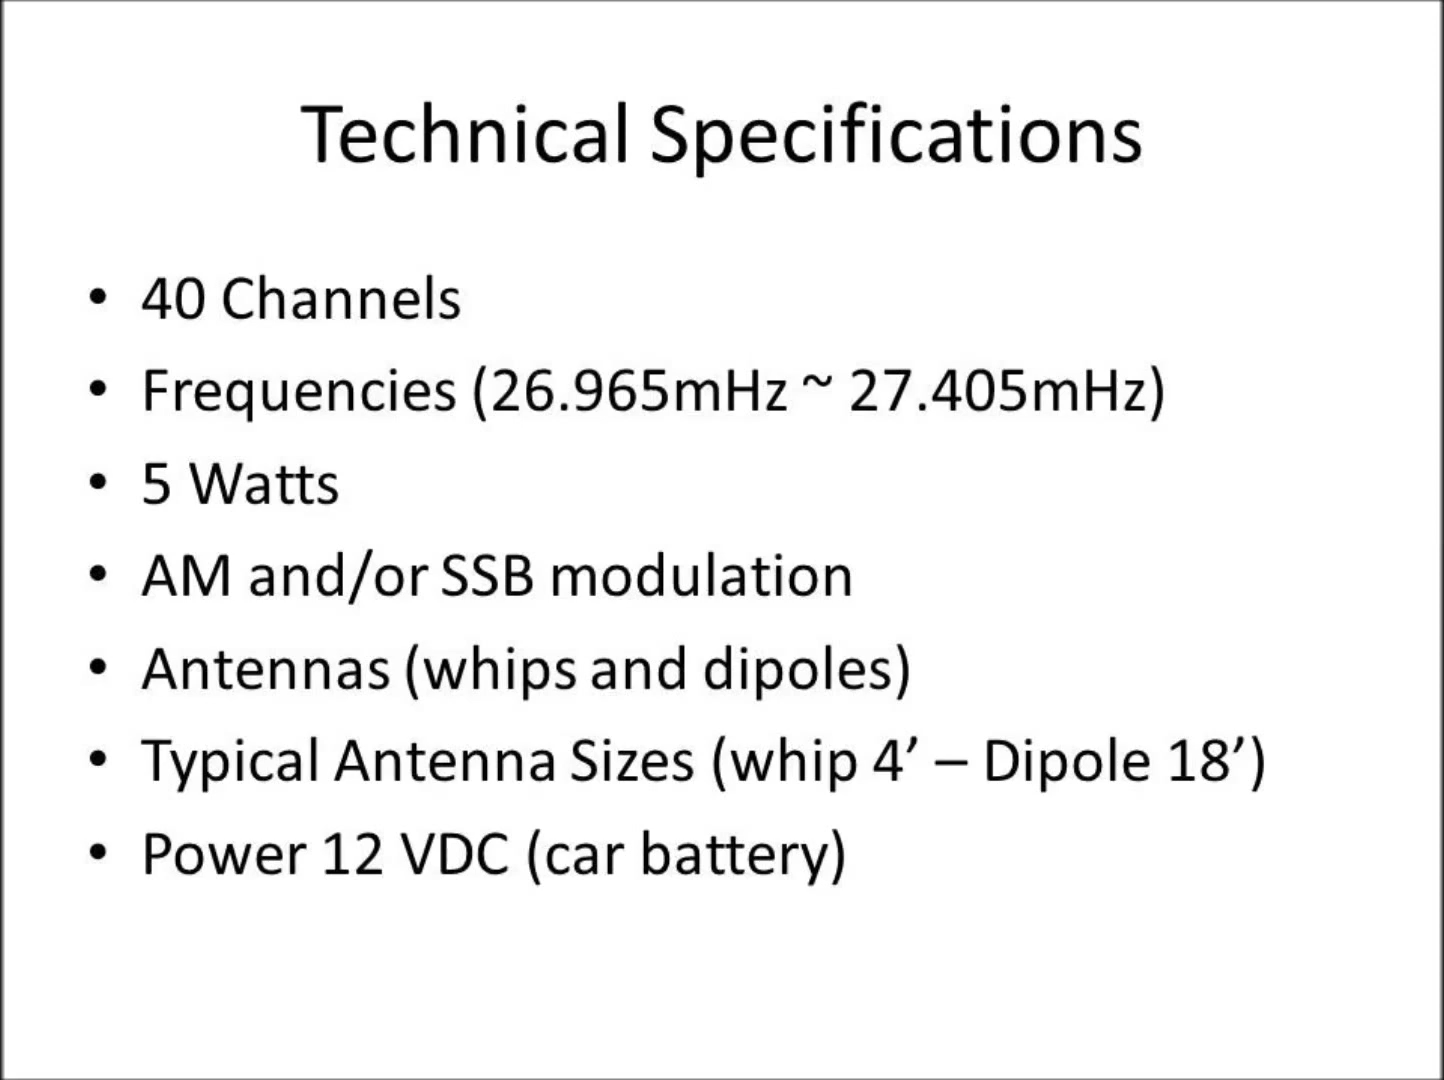 Technical Specifications
• 40 Channels
• Frequencies (26.965mHz ~ 27.405mHz)
• 5 Watts
• AM and/or SSB modulation
• Antennas (whips and dipoles)
• Typical Antenna Sizes (whip 4’ – Dipole 18’)
• Power 12 VDC (car battery)